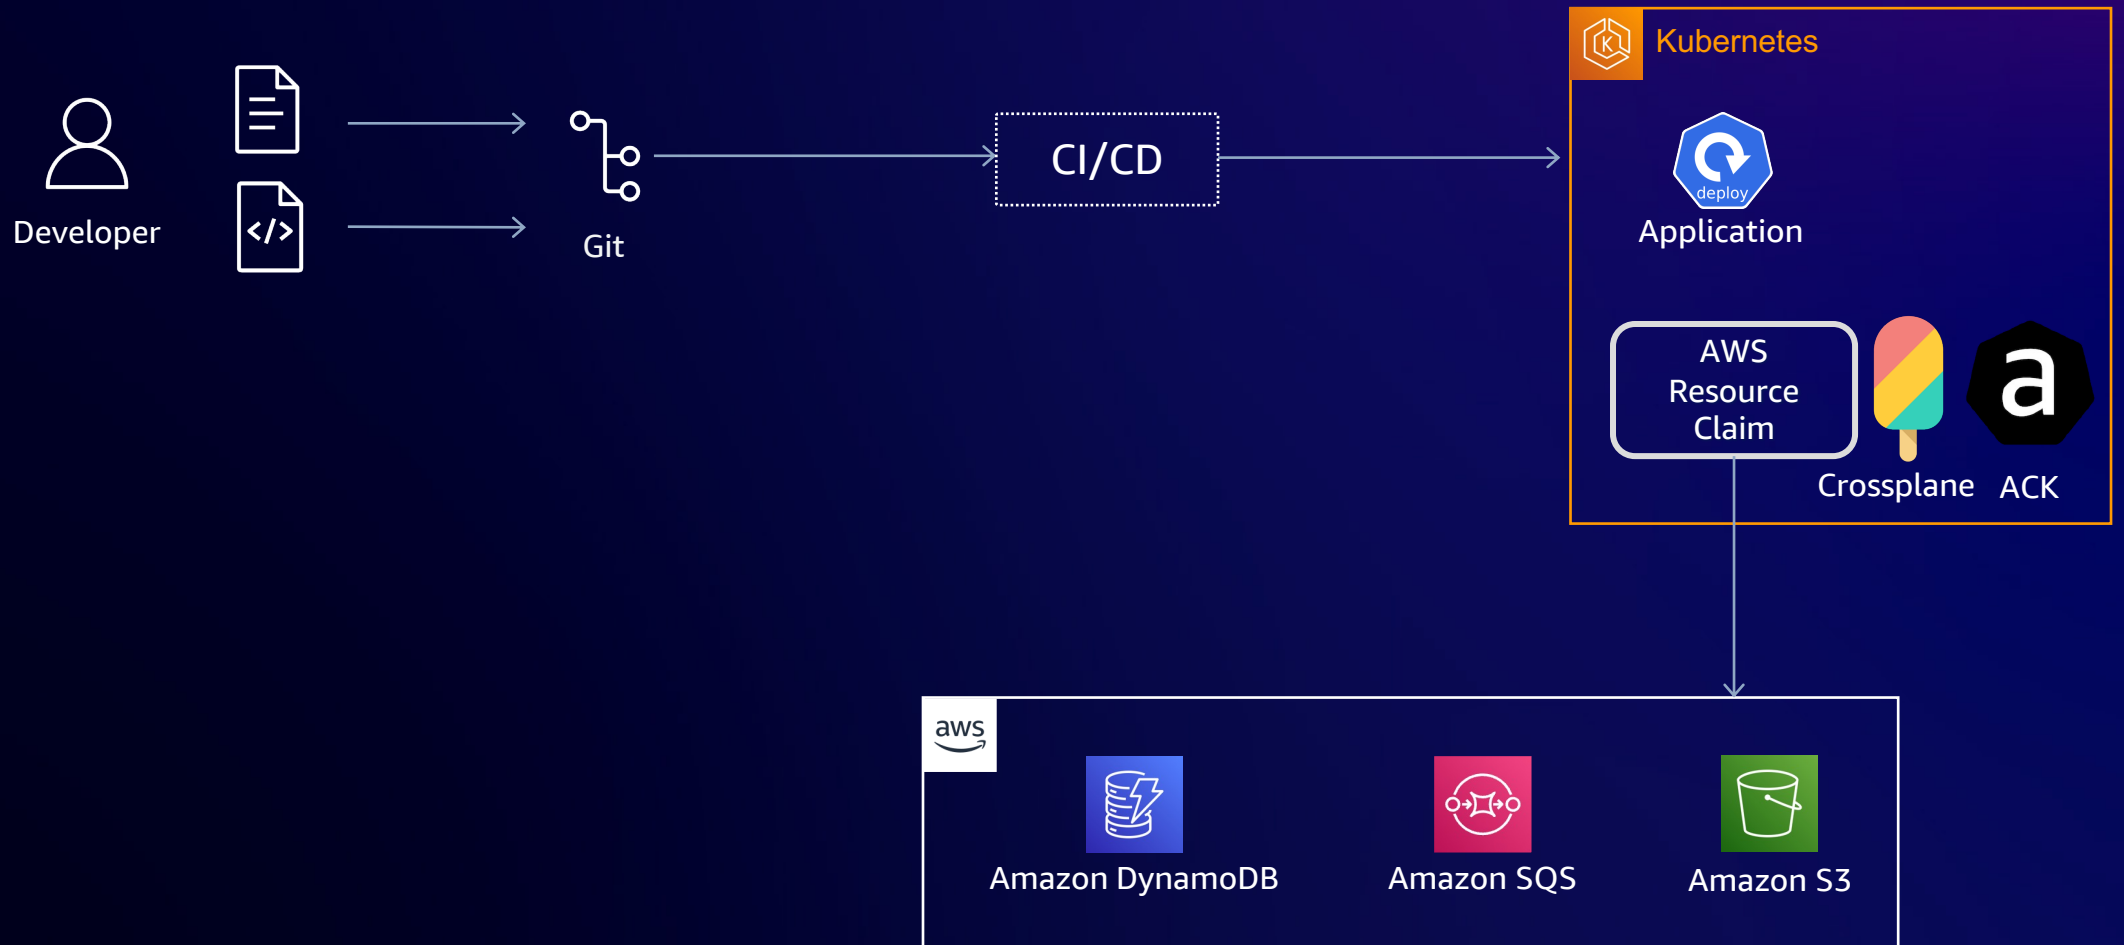 Developer
</>
Git
CI/CD
Kubernetes
K
deploy
Application
AWS
Resource
Claim
a
Crossplane
ACK
aws
Amazon DynamoDB
Amazon SQS
Amazon S3